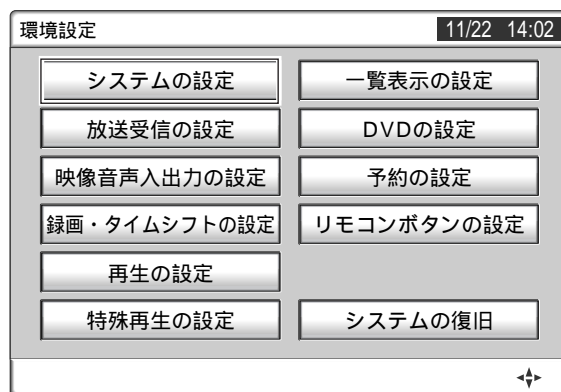 環境設定 11/22 14:02
システムの設定 一覧表示の設定
放送受信の設定 DVDの設定
映像音声入出力の設定 予約の設定
録画・タイムシフトの設定 リモコンボタンの設定
再生の設定
特殊再生の設定 システムの復旧